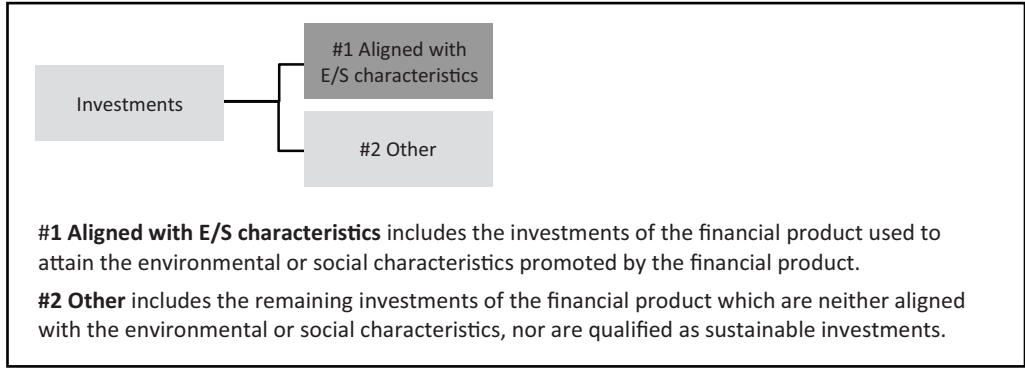 #1 Aligned with
E/S characteristics
Investments
#2 Other
#1 Aligned with E/S characteristics includes the investments of the financial product used to
attain the environmental or social characteristics promoted by the financial product.
#2 Other includes the remaining investments of the financial product which are neither aligned
with the environmental or social characteristics, nor are qualified as sustainable investments.